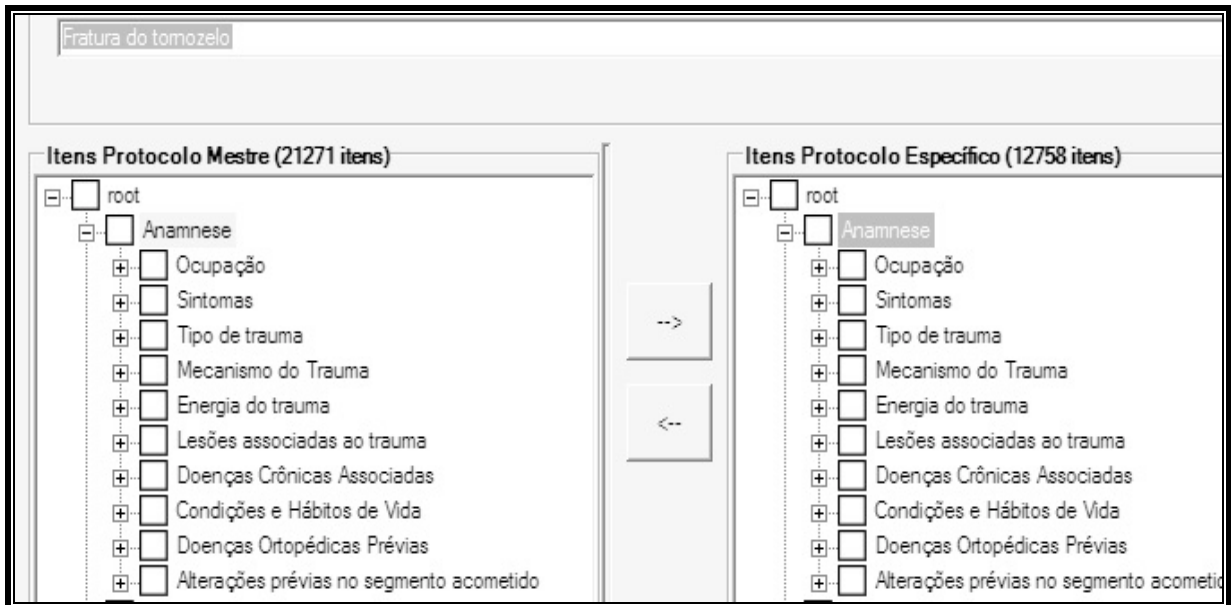 Fratura do tornozelo
Itens Protocolo Mestre (21271 itens)
root
Anamnese
Ocupação
Sintomas
Tipo de trauma
Mecanismo do Trauma
Energia do trauma
Lesões associadas ao trauma
Doenças Crônicas Associadas
Condições e Hábitos de Vida
Doenças Ortopédicas Prévias
Alterações prévias no segmento acometido
-->
<--
Itens Protocolo Específico (12758 itens)
root
Anamnese
Ocupação
Sintomas
Tipo de trauma
Mecanismo do Trauma
Energia do trauma
Lesões associadas ao trauma
Doenças Crônicas Associadas
Condições e Hábitos de Vida
Doenças Ortopédicas Prévias
Alterações prévias no segmento